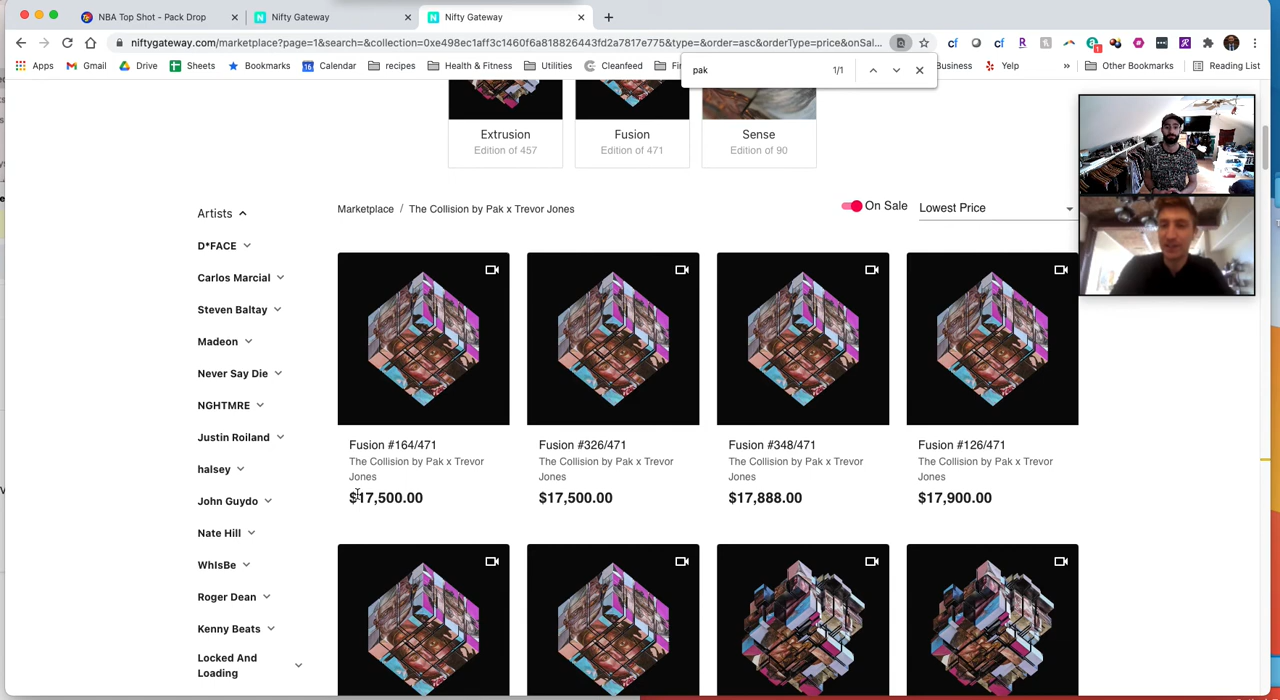 NBA Top Shot - Pack Drop
Nifty Gateway
Nifty Gateway
niftygateway.com/marketplace?page=1&search=&collection=0xe498ec1aff3c1460f6a818826443fd2a7817e775&type=&order=asc&orderType=price&onSal...
Apps
Gmail
Drive
Sheets
Bookmarks
16
Calendar
recipes
Health & Fitness
Utilities
Cleanfeed
Business
Yelp
»
Other Bookmarks
Reading List
pak
1/1
Extrusion
Edition of 457
Fusion
Edition of 471
Sense
Edition of 90
Artists
D*FACE
Carlos Marcial
Steven Baltay
Madeon
Never Say Die
NGHTMRE
Justin Roiland
halsey
John Guydo
Nate Hill
WhIsBe
Roger Dean
Kenny Beats
Locked And
Loading
Marketplace / The Collision by Pak x Trevor Jones
On Sale
Lowest Price
Fusion #164/471
The Collision by Pak x Trevor
Jones
$17,500.00
Fusion #326/471
The Collision by Pak x Trevor
Jones
$17,500.00
Fusion #348/471
The Collision by Pak x Trevor
Jones
$17,888.00
Fusion #126/471
The Collision by Pak x Trevor
Jones
$17,900.00